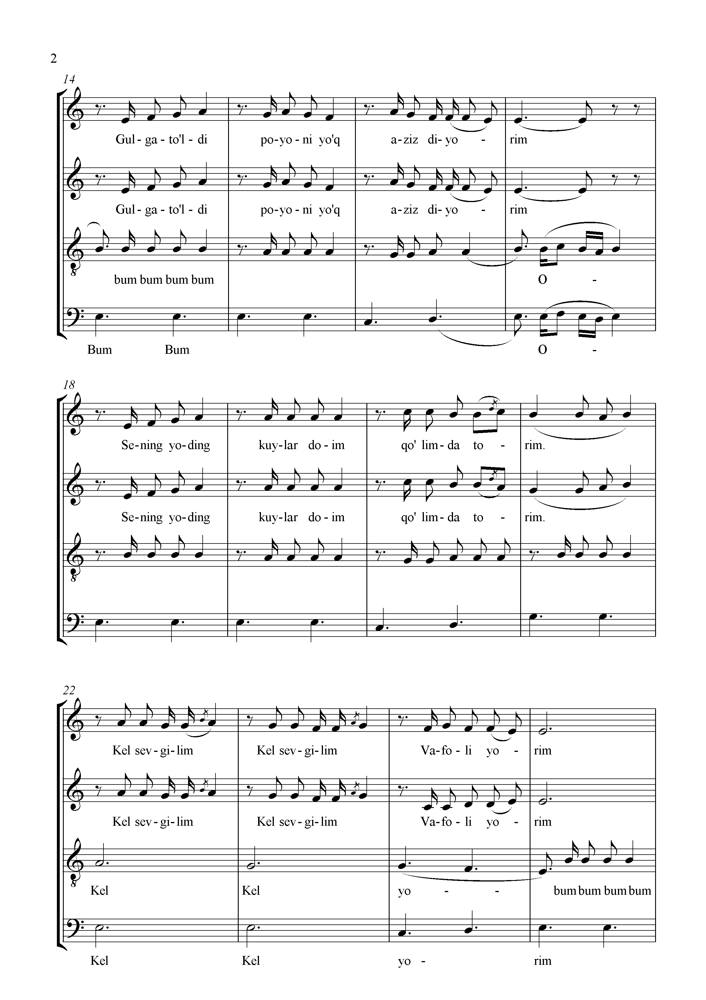 2
14
Gul - ga - to'l - di po-yo - ni yo'q a-ziz di-yo - rim
Gul - ga - to'l - di po-yo - ni yo'q a-ziz di-yo - rim
8
bum bum bum bum O -
Bum Bum O -
18
Se-ning yo-ding kuy-lar do - im qo' lim- da to - rim.
Se-ning yo-ding kuy-lar do - im qo' lim- da to - rim.
8
22
Kel sev - gi- lim Kel sev - gi- lim Va-fo - li yo - rim
Kel sev - gi- lim Kel sev - gi- lim Va-fo - li yo - rim
8
Kel Kel yo - - bum bum bum bum
Kel Kel yo - rim